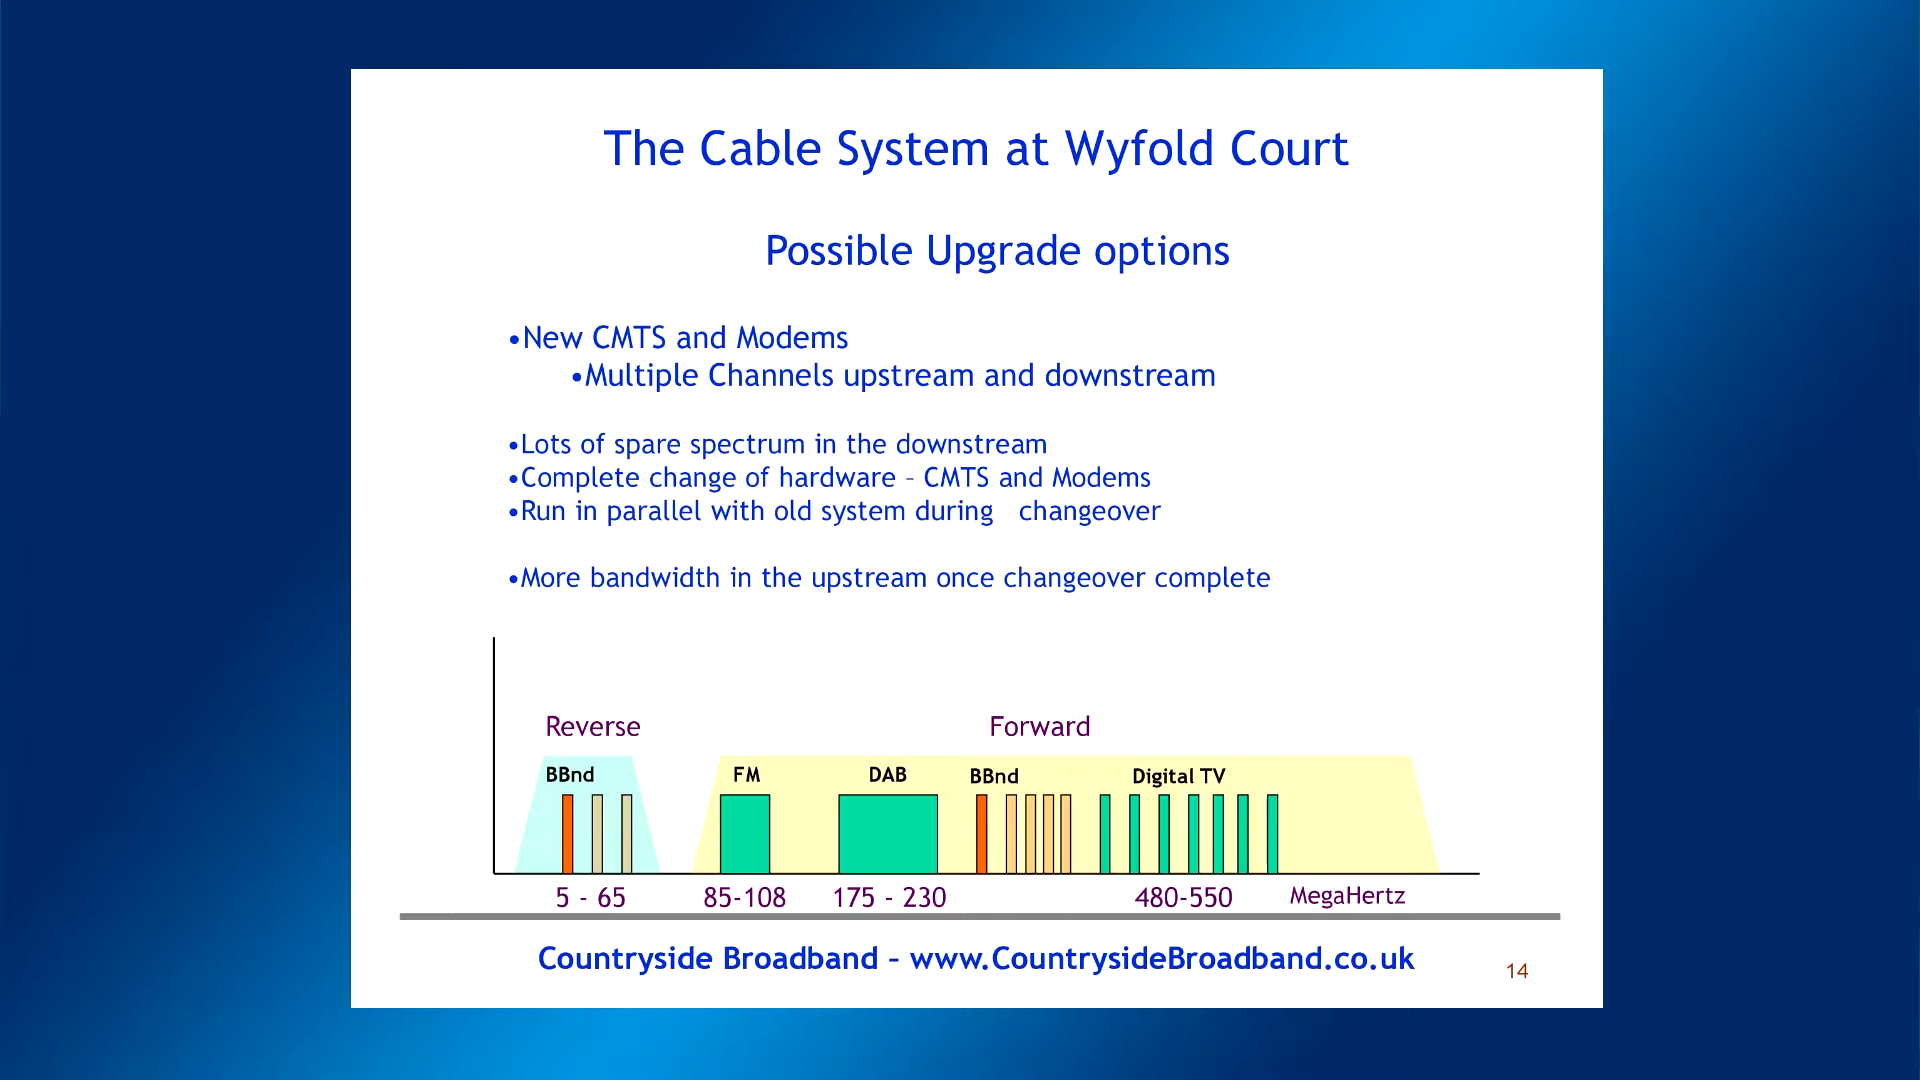 The Cable System at Wyfold Court
Possible Upgrade options
•New CMTS and Modems
•Multiple Channels upstream and downstream
•Lots of spare spectrum in the downstream
•Complete change of hardware – CMTS and Modems
•Run in parallel with old system during changeover
•More bandwidth in the upstream once changeover complete
Reverse Forward
BBnd FM DAB BBnd Digital TV
5 - 65 85-108 175 - 230 480-550 MegaHertz
Countryside Broadband – www.CountrysideBroadband.co.uk
14